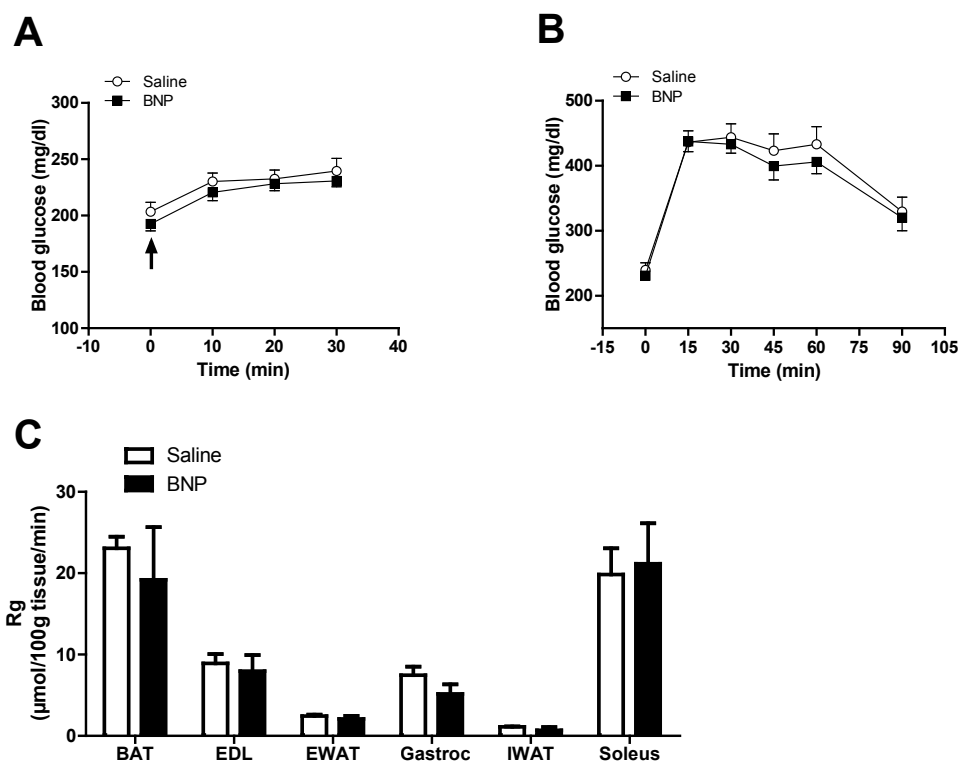 A
Saline
BNP
300
250
200
150
100
Blood glucose (mg/dl)
-10 0 10 20 30 40
Time (min)
B
Saline
BNP
450
400
300
200
Blood glucose (mg/dl)
-15 0 15 30 45 60 75 90 105
Time (min)
C
Saline
BNP
30
20
10
0
Rg
(µmol/100g tissue/min)
BAT EDL EWAT Gastroc IWAT Soleus